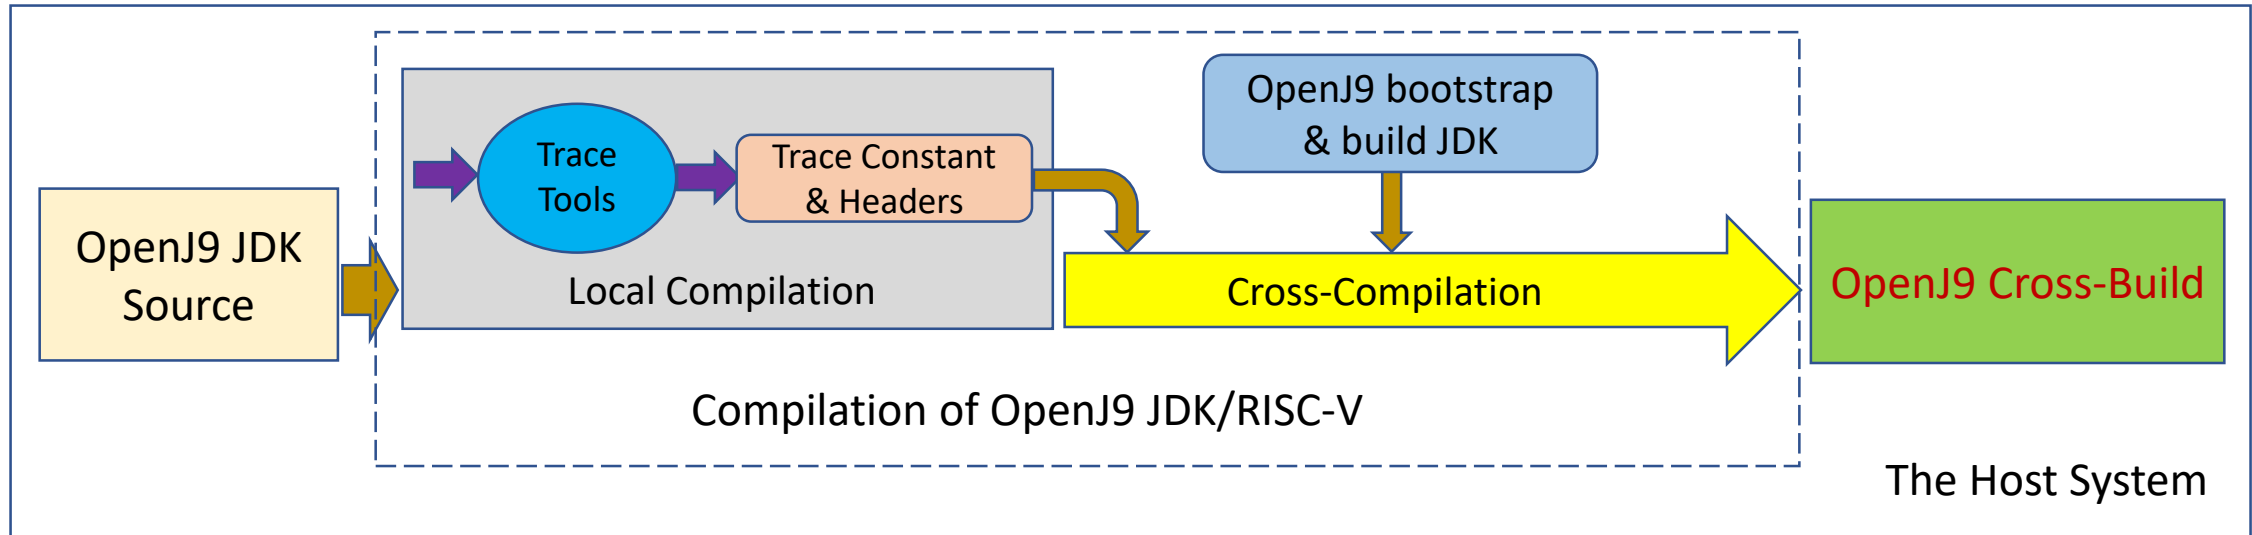 OpenJ9 JDK
Source
Trace
Tools
Trace Constant
& Headers
Local Compilation
OpenJ9 bootstrap
& build JDK
Cross-Compilation
OpenJ9 Cross-Build
Compilation of OpenJ9 JDK/RISC-V
The Host System